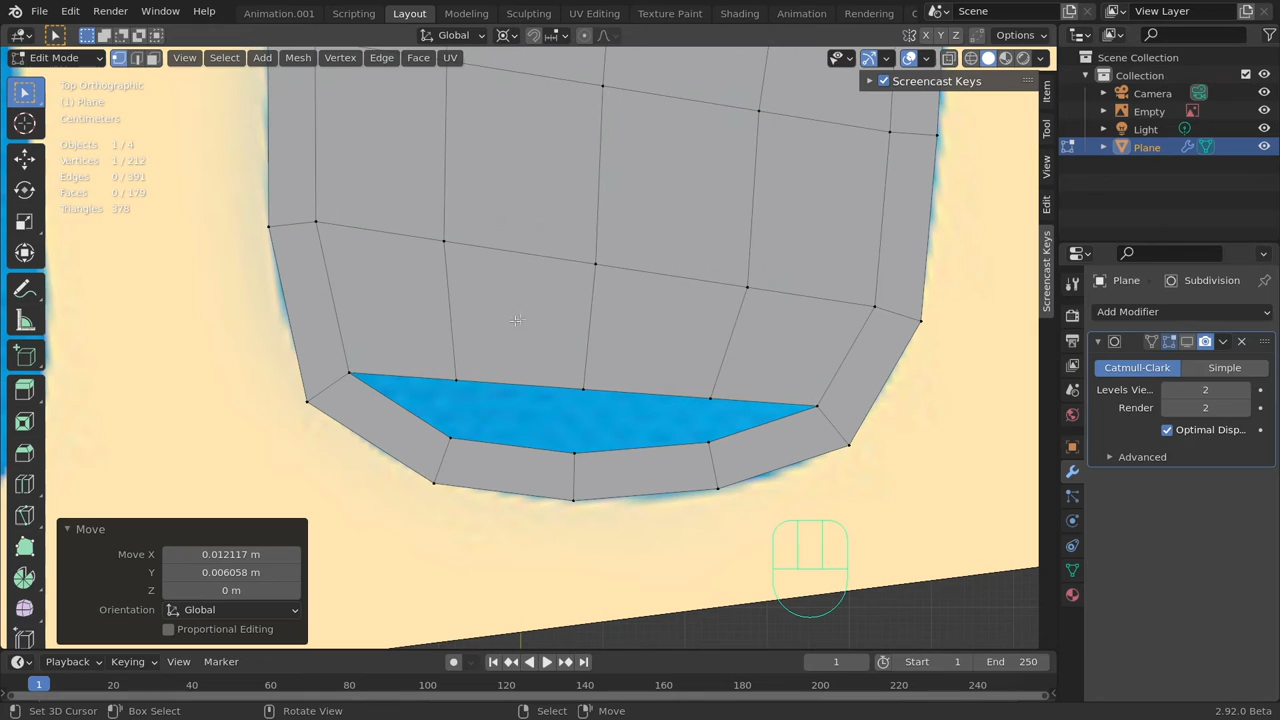 File Edit Render Window Help Animation.001 Scripting Layout Modeling Sculpting UV Editing Texture Paint Shading Animation Rendering Scene View Layer
Global X Y Z Options
Edit Mode View Select Add Mesh Vertex Edge Face UV
Screencast Keys
Top Orthographic
(1) Plane
Centimeters
Objects 1 / 4
Vertices 1 / 212
Edges 0 / 391
Faces 0 / 179
Triangles 378
Item
Tool
View
Edit
Screencast Keys
Scene Collection
Collection
Camera
Empty
Light
Plane
Plane Subdivision
Add Modifier
Catmull-Clark Simple
Levels Vie... 2
Render 2
Optimal Disp...
Advanced
Move
Move X 0.012117 m
Y 0.006058 m
Z 0 m
Orientation Global
Proportional Editing
Playback Keying View Marker 1 Start 1 End 250
1 20 40 60 80 100 120 140 160 180 200 220 240
Set 3D Cursor Box Select Rotate View Select Move 2.92.0 Beta